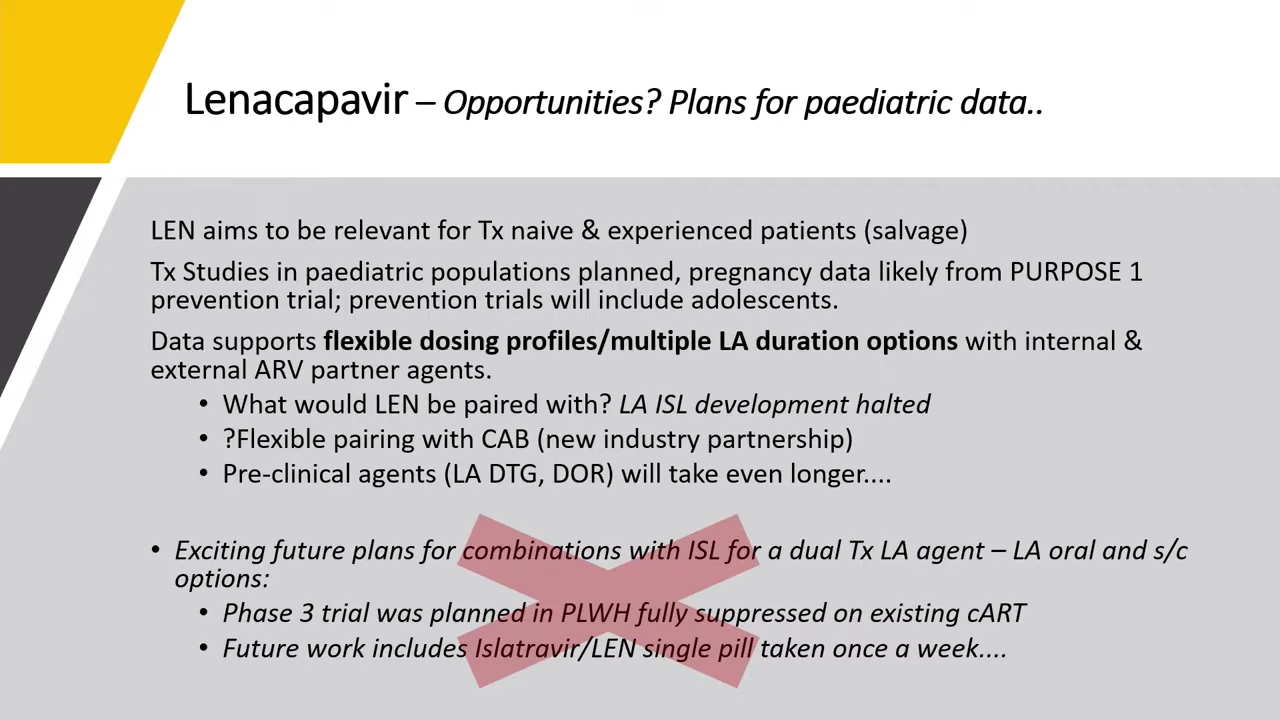 Lenacapavir – Opportunities? Plans for paediatric data..
LEN aims to be relevant for Tx naive & experienced patients (salvage)
Tx Studies in paediatric populations planned, pregnancy data likely from PURPOSE 1
prevention trial; prevention trials will include adolescents.
Data supports flexible dosing profiles/multiple LA duration options with internal &
external ARV partner agents.
• What would LEN be paired with? LA ISL development halted
• ?Flexible pairing with CAB (new industry partnership)
• Pre-clinical agents (LA DTG, DOR) will take even longer....
• Exciting future plans for combinations with ISL for a dual Tx LA agent – LA oral and s/c
options:
• Phase 3 trial was planned in PLWH fully suppressed on existing cART
• Future work includes Islatravir/LEN single pill taken once a week....